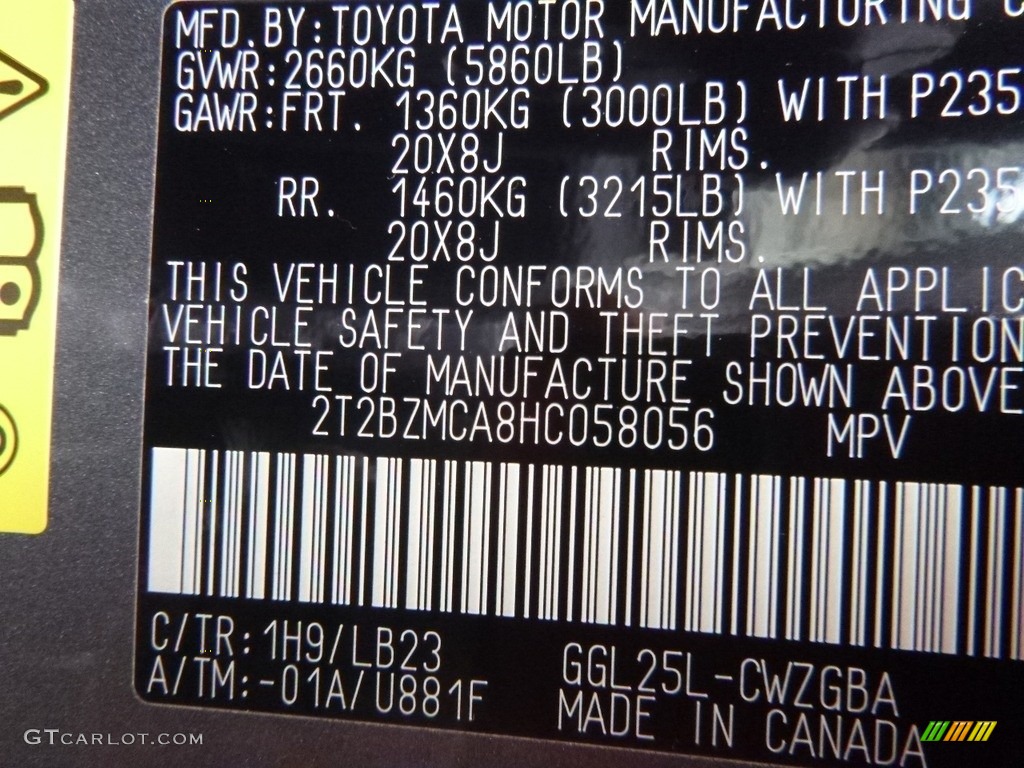 MFD.BY:TOYOTA MOTOR MANUFACTURING
GVWR:2660KG (5860LB)
GAWR:FRT. 1360KG (3000LB) WITH P235
20X8J RIMS.
RR. 1460KG (3215LB) WITH P235
20X8J RIMS.
THIS VEHICLE CONFORMS TO ALL APPLIC
VEHICLE SAFETY AND THEFT PREVENTION
THE DATE OF MANUFACTURE SHOWN ABOVE
2T2BZMCA8HC058056 MPV
C/TR:1H9/LB23
A/TM:-01A/U881F GGL25L-CWZGBA
MADE IN CANADA
GTcarlot.com